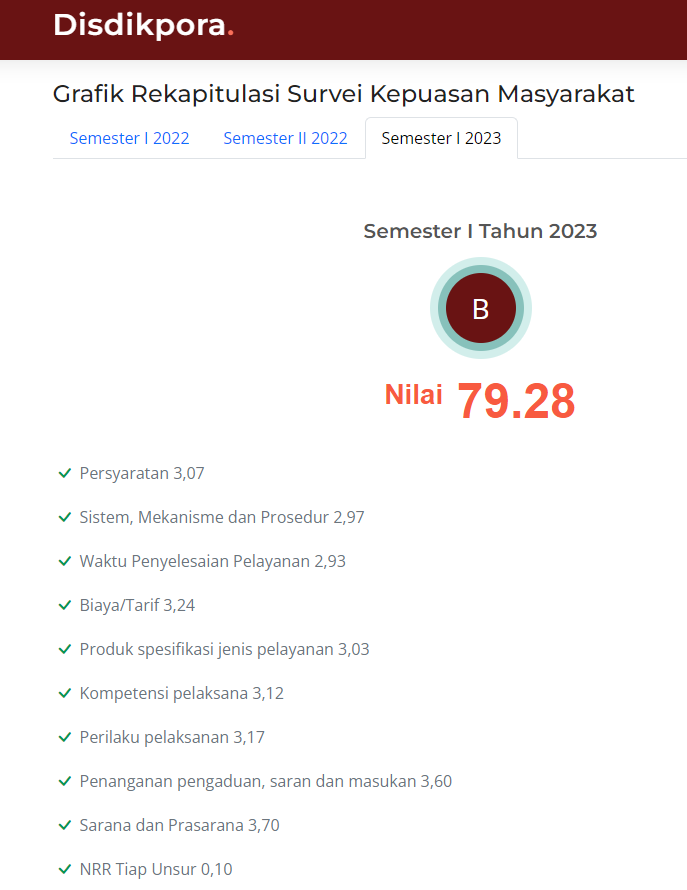 Disdikpora.
Grafik Rekapitulasi Survei Kepuasan Masyarakat
Semester I 2022 Semester II 2022 Semester I 2023
Semester I Tahun 2023
B
Nilai 79.28
Persyaratan 3,07
Sistem, Mekanisme dan Prosedur 2,97
Waktu Penyelesaian Pelayanan 2,93
Biaya/Tarif 3,24
Produk spesifikasi jenis pelayanan 3,03
Kompetensi pelaksana 3,12
Perilaku pelaksanan 3,17
Penanganan pengaduan, saran dan masukan 3,60
Sarana dan Prasarana 3,70
NRR Tiap Unsur 0,10